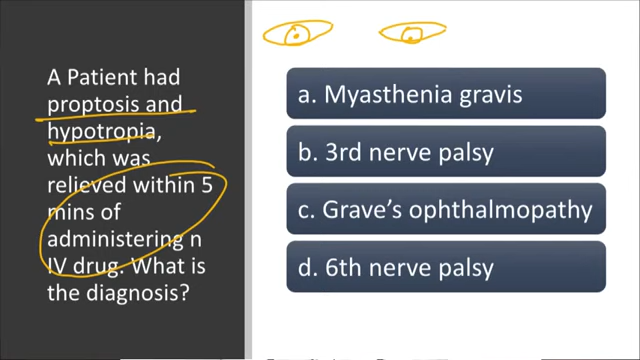 A Patient had
proptosis and
hypotropia,
which was
relieved within 5
mins of
administering n
IV drug. What is
the diagnosis?
a. Myasthenia gravis
b. 3rd nerve palsy
c. Grave's ophthalmopathy
d. 6th nerve palsy